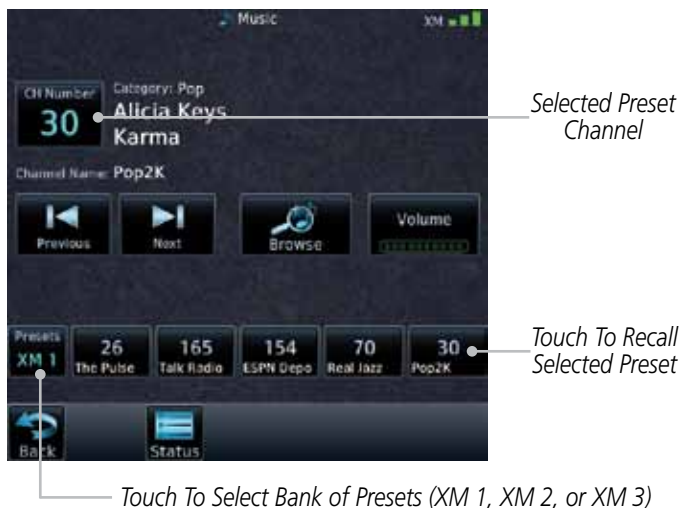 Music
XM
CH Number
30
Category: Pop
Alicia Keys
Karma
Channel Name: Pop2K
Previous
Next
Browse
Volume
Presets
XM 1
26
The Pulse
165
Talk Radio
154
ESPN Depo
70
Real Jazz
30
Pop2K
Back
Status
Selected Preset
Channel
Touch To Recall
Selected Preset
Touch To Select Bank of Presets (XM 1, XM 2, or XM 3)